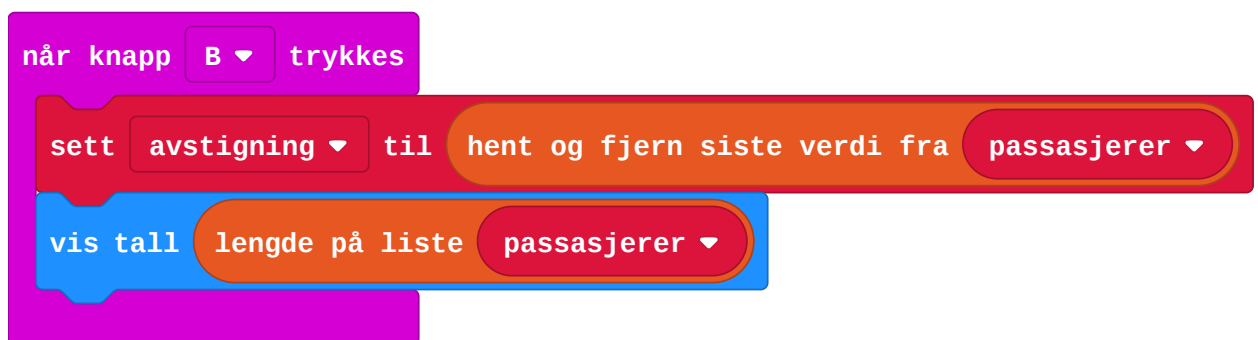 når knapp B trykkes
sett avstigning til hent og fjern siste verdi fra passasjerer
vis tall lengde på liste passasjerer